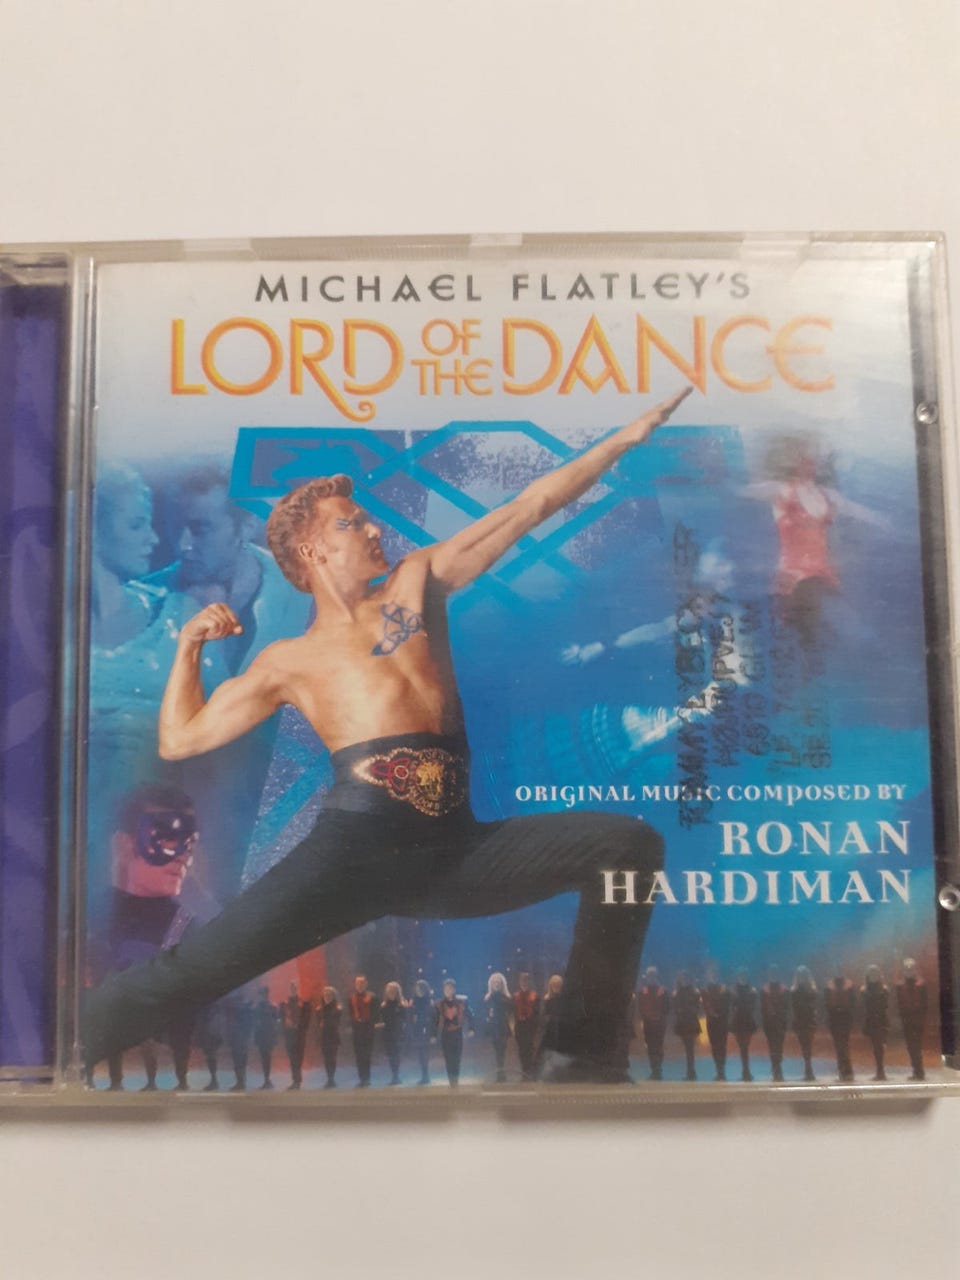 MICHAEL FLATLEY'S
LORD OF THE DANCE
ORIGINAL MUSIC COMPOSED BY
RONAN
HARDIMAN